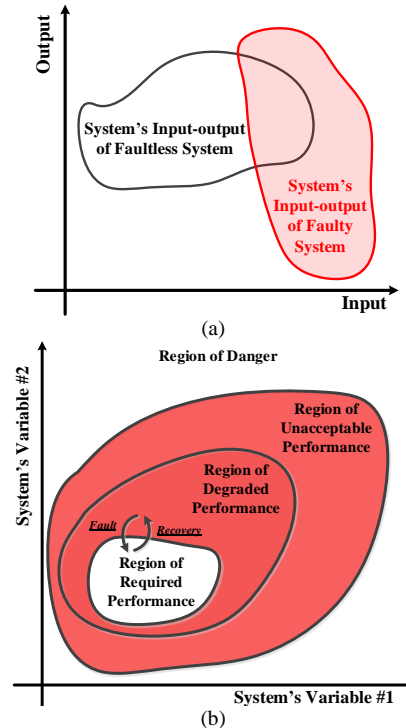 Output
System's Input-output
of Faultless System
System's
Input-output
of Faulty
System
Input
(a)
Region of Danger
System's Variable #2
Region of
Unacceptable
Performance
Region of
Degraded
Performance
Fault
Recovery
Region of
Required
Performance
System's Variable #1
(b)